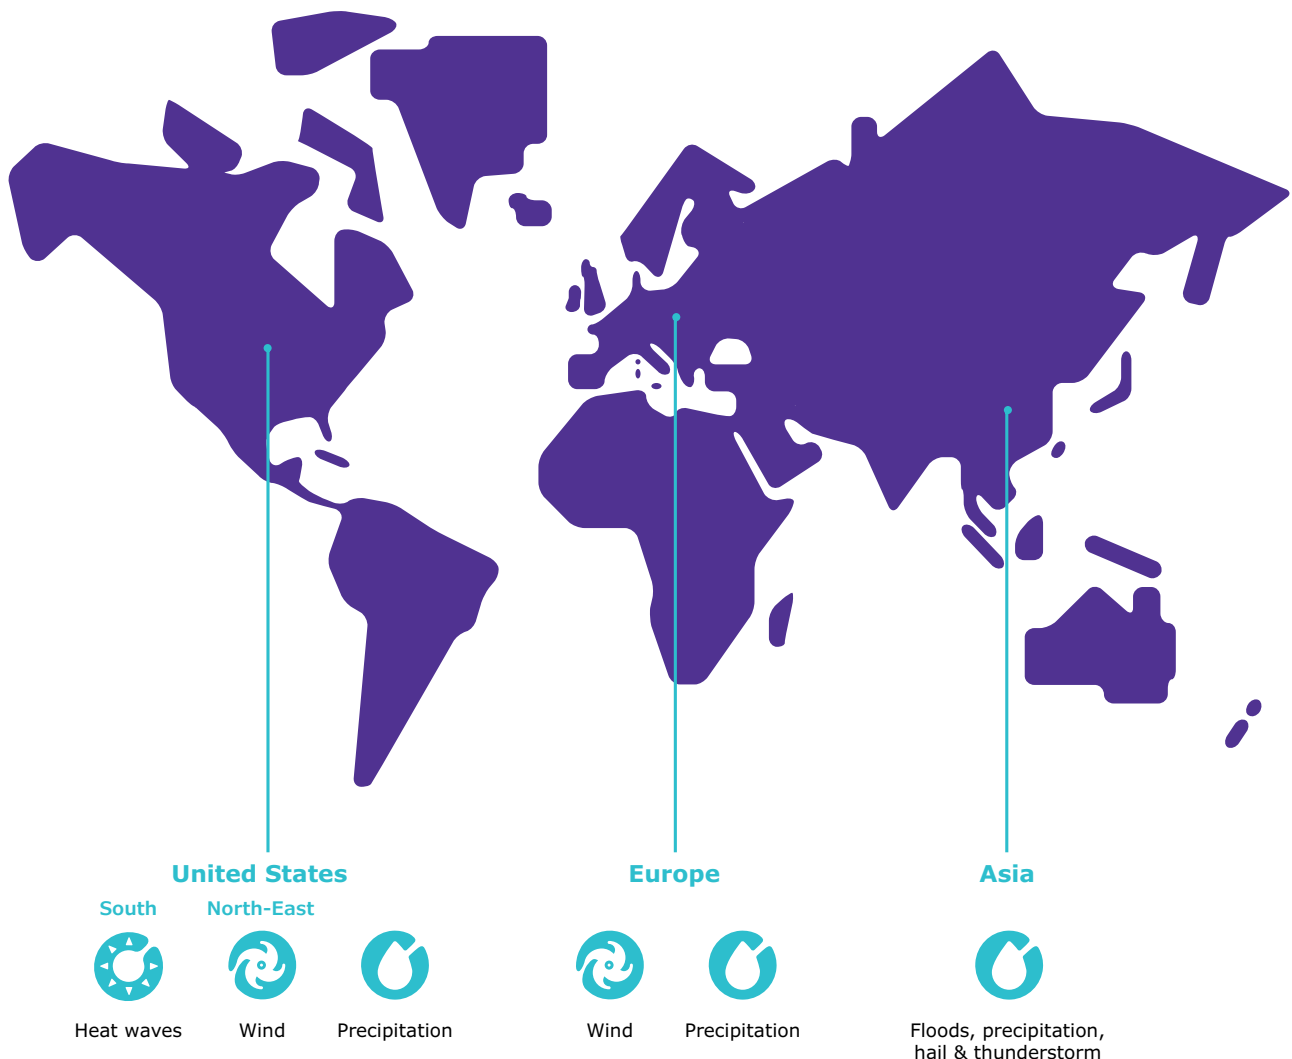 United States
Europe
Asia
South
North-East
Heat waves
Wind
Precipitation
Wind
Precipitation
Floods, precipitation,
hail & thunderstorm